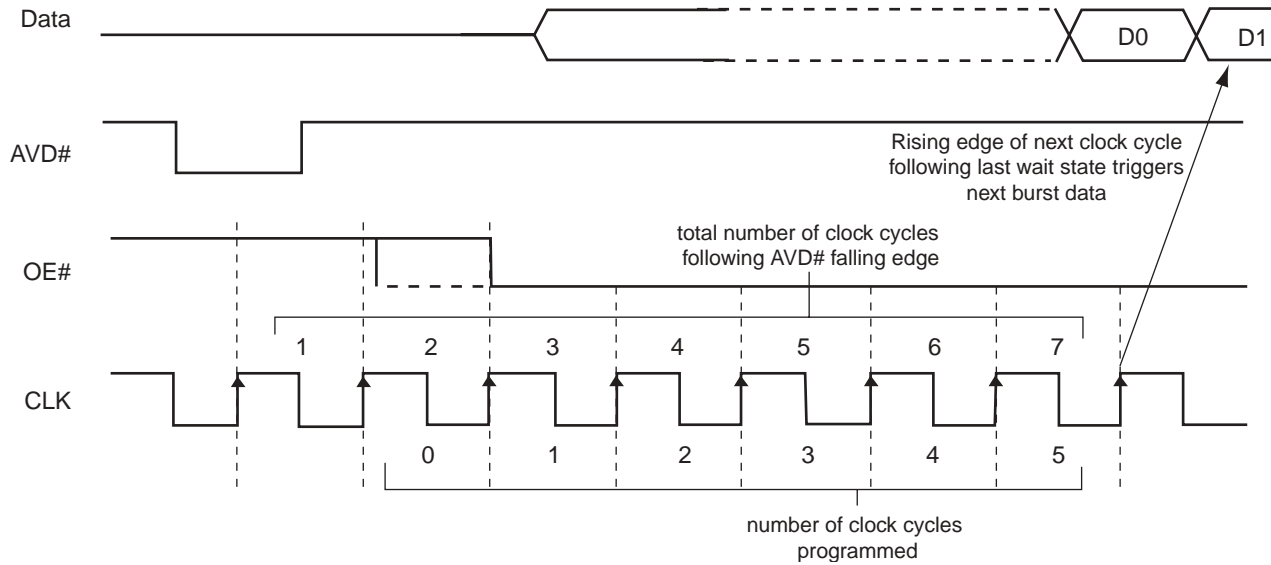 Data
D0
D1
AVD#
Rising edge of next clock cycle
following last wait state triggers
next burst data
total number of clock cycles
following AVD# falling edge
OE#
1 2 3 4 5 6 7
CLK
0 1 2 3 4 5
number of clock cycles
programmed